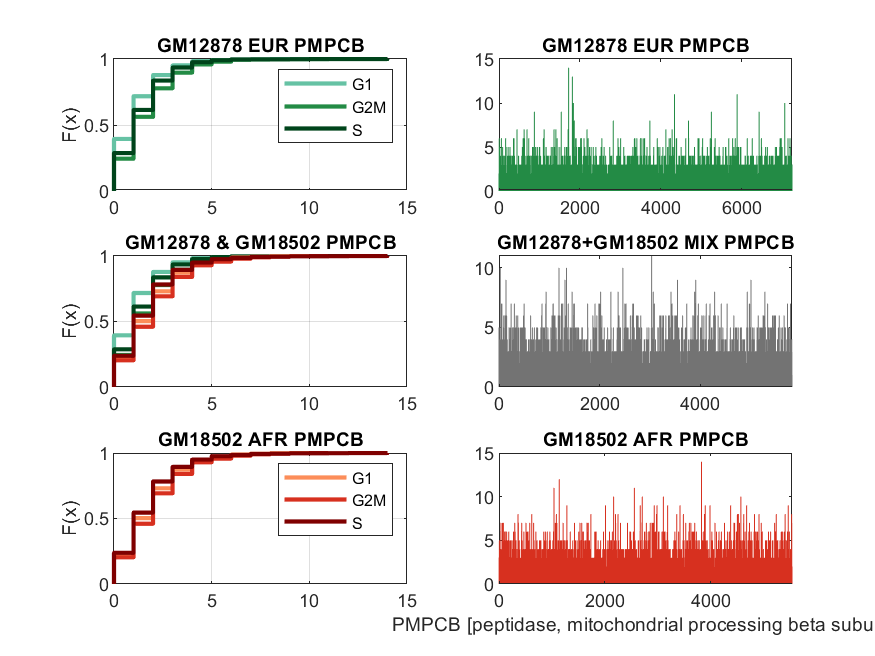 GM12878 EUR PMPCB
F(x)
1
0.5
0
0 5 10 15
G1
G2M
S
GM12878 EUR PMPCB
15
10
5
0
0 2000 4000 6000
GM12878 & GM18502 PMPCB
F(x)
1
0.5
0
0 5 10 15
GM12878+GM18502 MIX PMPCB
10
5
0
0 2000 4000
GM18502 AFR PMPCB
F(x)
1
0.5
0
0 5 10 15
G1
G2M
S
GM18502 AFR PMPCB
15
10
5
0
0 2000 4000
PMPCB [peptidase, mitochondrial processing beta subu